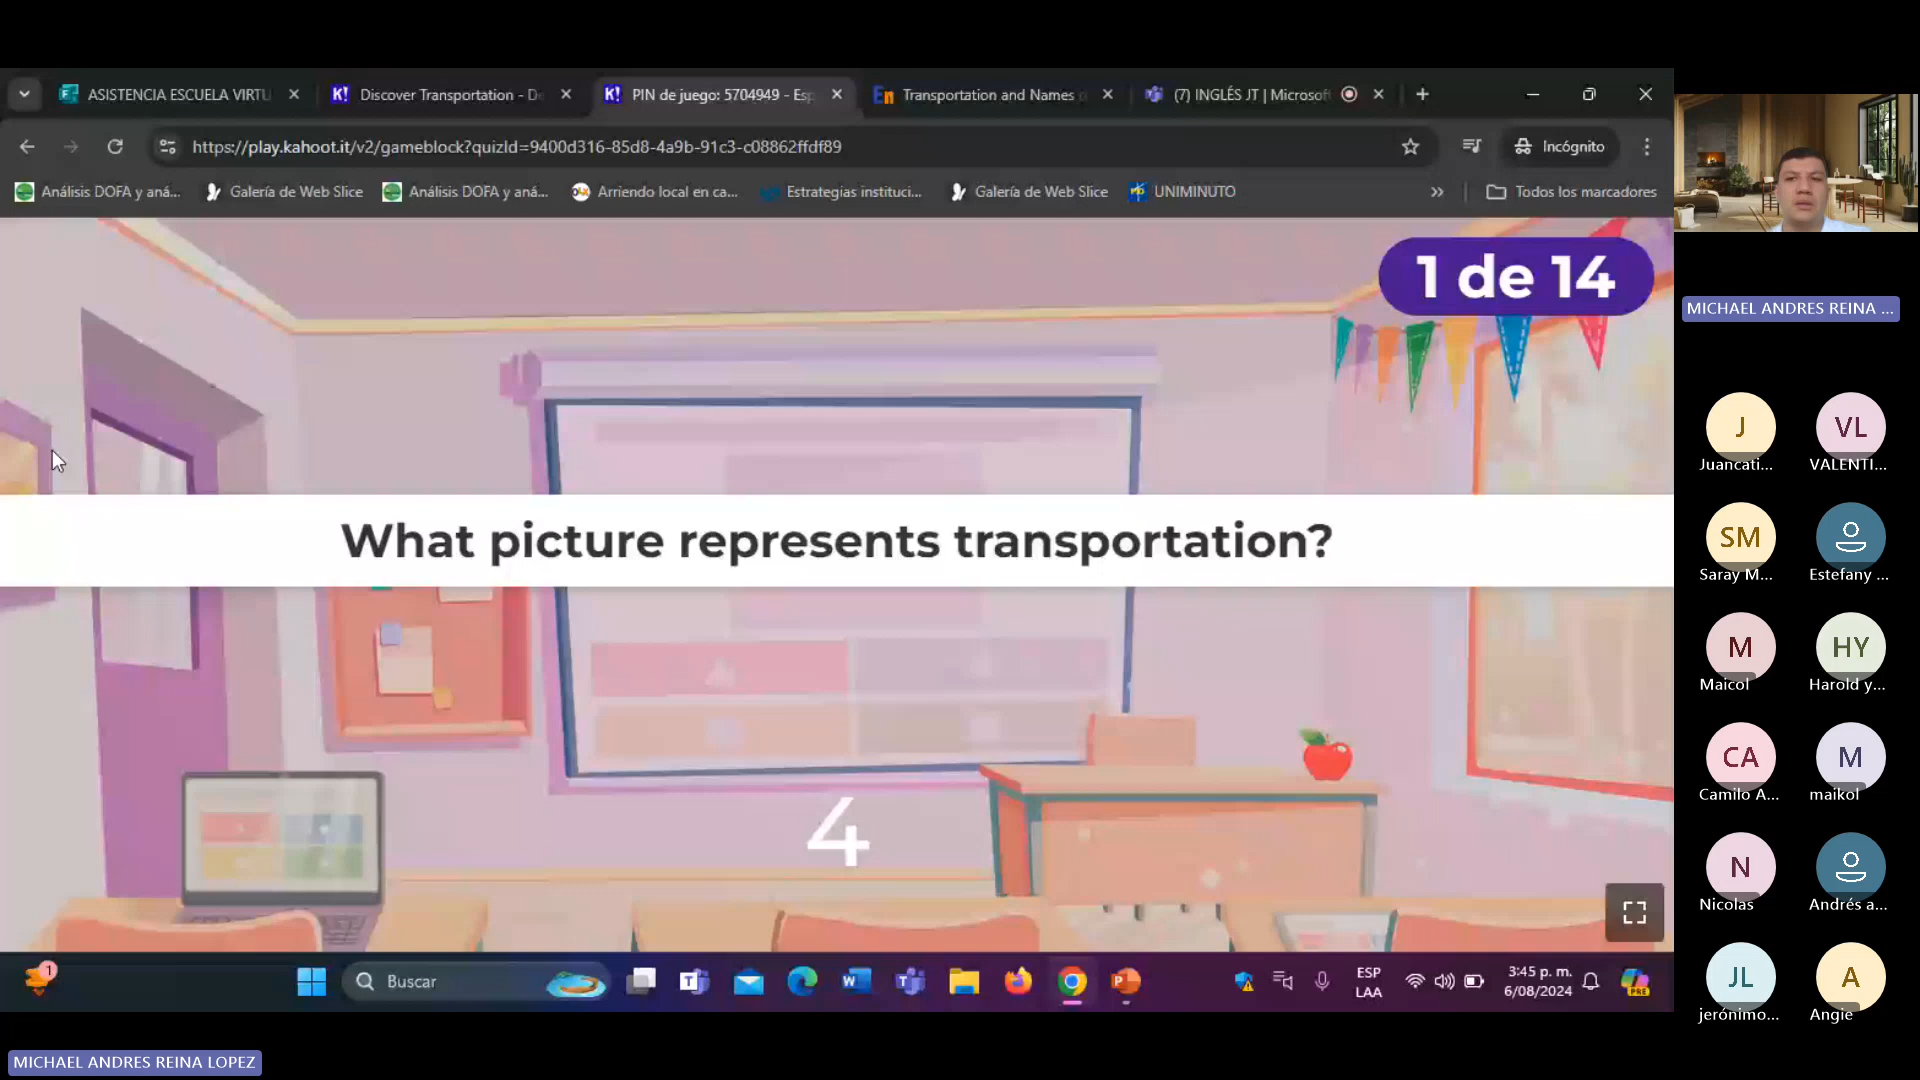 ASISTENCIA ESCUELA VIRTU
Discover Transportation - De
PIN de juego: 5704949 - Esp
Transportation and Names o
(7) INGLÉS JT | Microsoft
https://play.kahoot.it/v2/gameblock?quizId=9400d316-85d8-4a9b-91c3-c08862ffdf89
Incógnito
Análisis DOFA y aná...
Galería de Web Slice
Análisis DOFA y aná...
Arriendo local en ca...
Estrategias instituci...
Galería de Web Slice
UNIMINUTO
Todos los marcadores
1 de 14
What picture represents transportation?
4
1
Buscar
ESP
LAA
3:45 p. m.
6/08/2024
PRE
MICHAEL ANDRES REINA LOPEZ
MICHAEL ANDRES REINA ...
J
Juancati...
VL
VALENTI...
SM
Saray M...
Estefany ...
M
Maicol
HY
Harold y...
CA
Camilo A...
M
maikol
N
Nicolas
Andrés a...
JL
jerónimo...
A
Angie